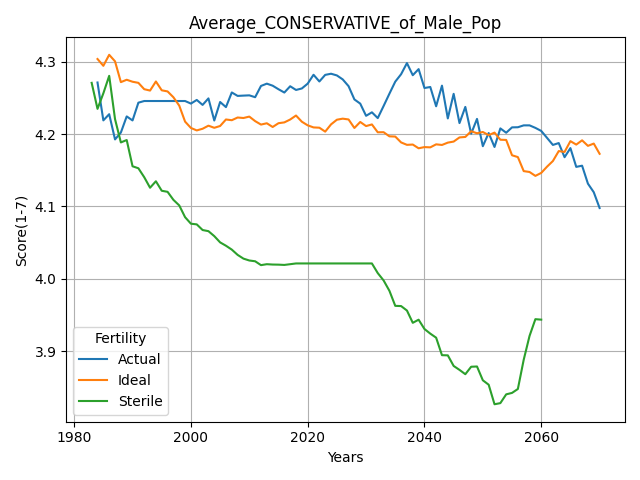 Average_CONSERVATIVE_of_Male_Pop
Score(1-7)
4.3
4.2
4.1
4.0
3.9
Fertility
Actual
Ideal
Sterile
1980
2000
2020
2040
2060
Years